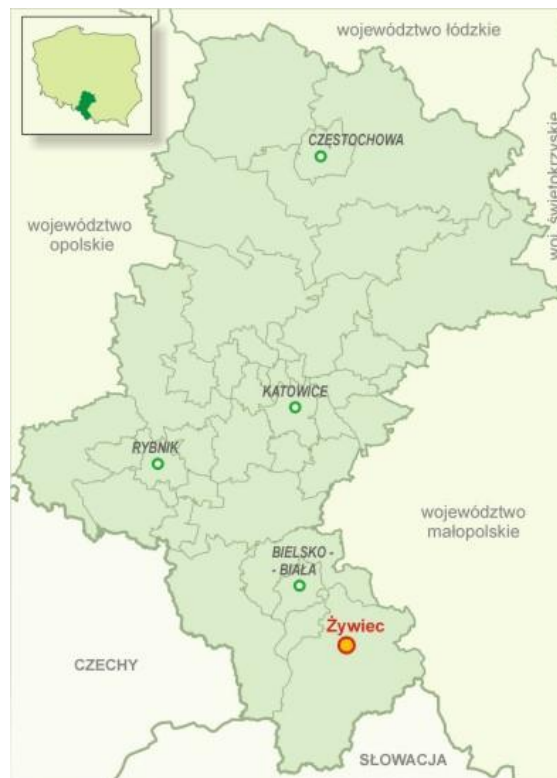 województwo łódzkie
CZĘSTOCHOWA
woj. świętokrzyskie
województwo
opolskie
KATOWICE
RYBNIK
województwo
małopolskie
BIELSKO -
- BIAŁA
Żywiec
CZECHY
SŁOWACJA